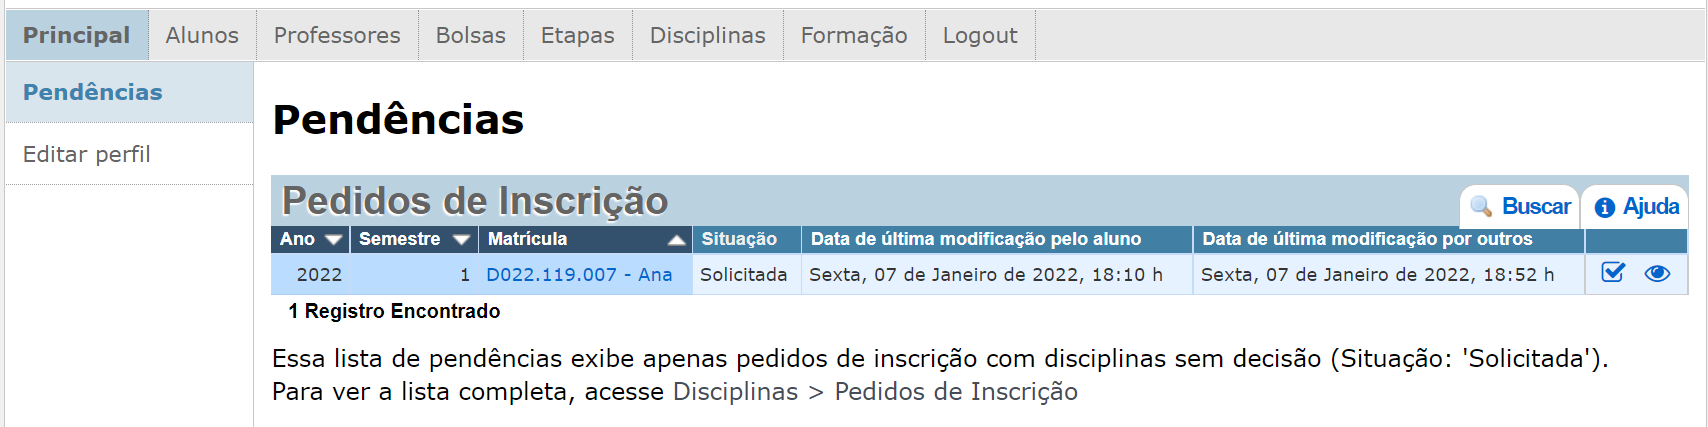 Principal Alunos Professores Bolsas Etapas Disciplinas Formação Logout
Pendências
Editar perfil
Pendências
Pedidos de Inscrição
Buscar Ajuda
Ano Semestre Matrícula Situação Data de última modificação pelo aluno Data de última modificação por outros
2022 1 D022.119.007 - Ana Solicitada Sexta, 07 de Janeiro de 2022, 18:10 h Sexta, 07 de Janeiro de 2022, 18:52 h
1 Registro Encontrado
Essa lista de pendências exibe apenas pedidos de inscrição com disciplinas sem decisão (Situação: 'Solicitada').
Para ver a lista completa, acesse Disciplinas > Pedidos de Inscrição